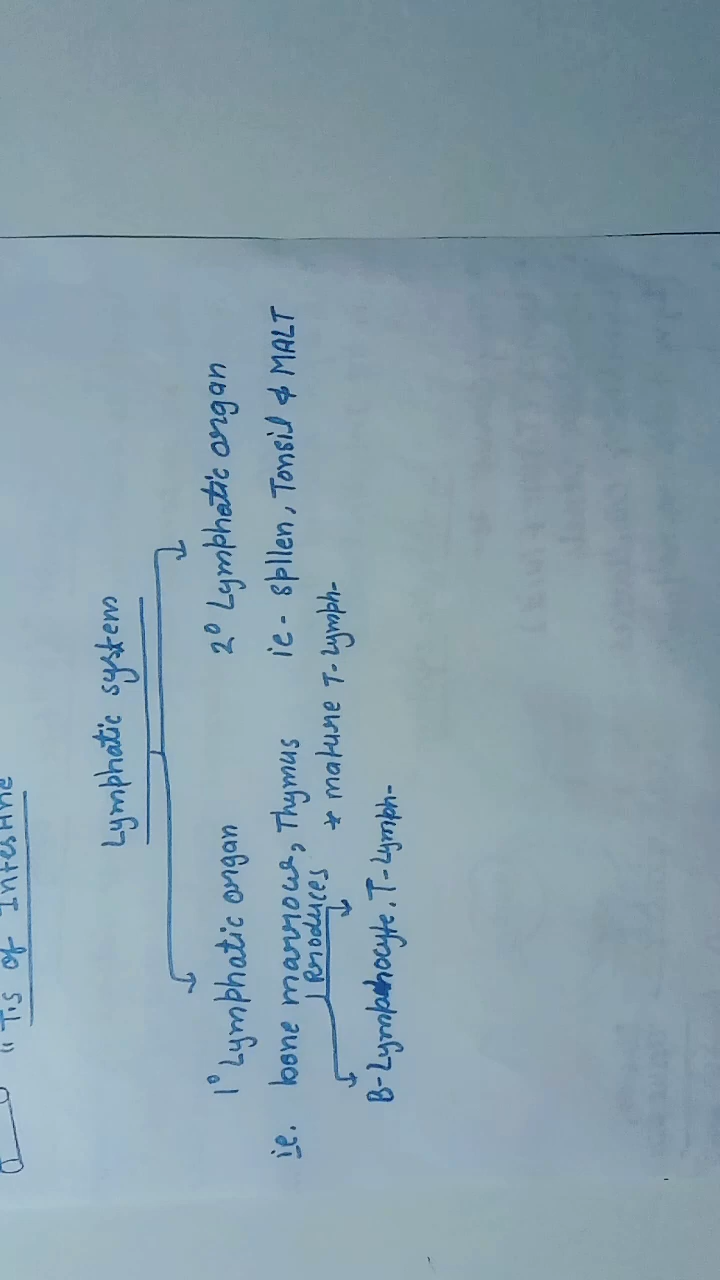 "T.S of Intestine
Lymphatic system
1° Lymphatic organ 2° Lymphatic organ
ie. bone marrow, Thymus ie - spllen, Tonsil & MALT
Produces * mature T-Lymph-
B-Lymphocyte, T-Lymph-